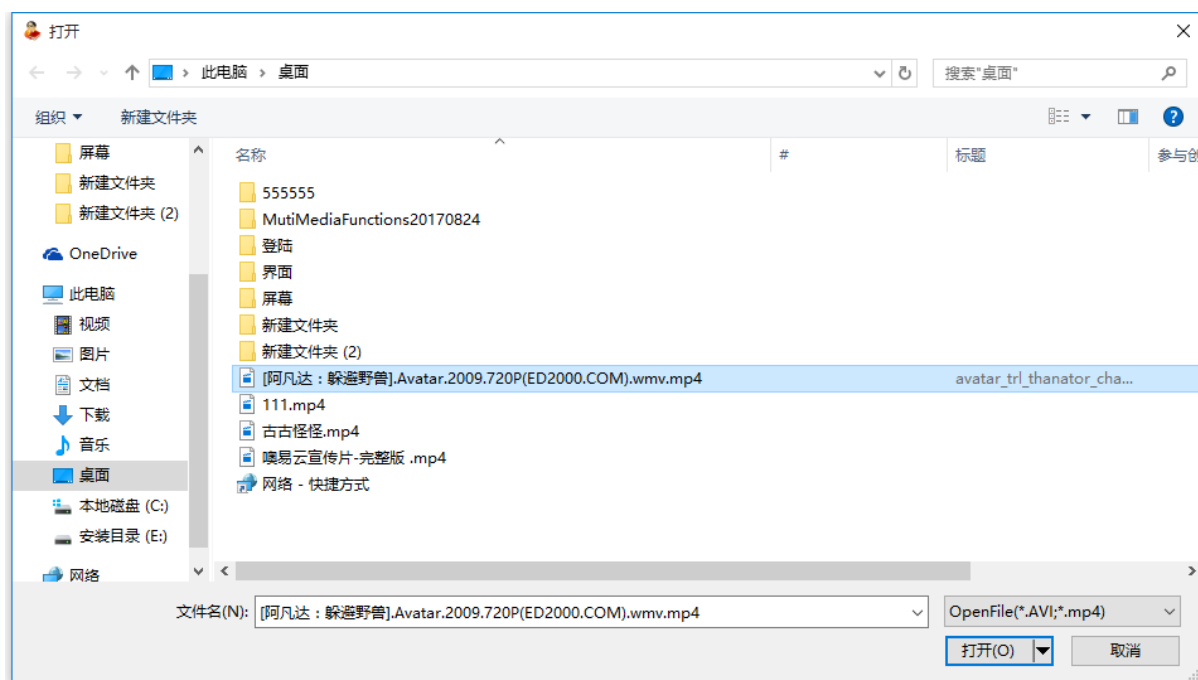 打开
此电脑 › 桌面
搜索"桌面"
组织
新建文件夹
屏幕
新建文件夹
新建文件夹 (2)
OneDrive
此电脑
视频
图片
文档
下载
音乐
桌面
本地磁盘 (C:)
安装目录 (E:)
网络
名称 # 标题 参与创
555555
MutiMediaFunctions20170824
登陆
界面
屏幕
新建文件夹
新建文件夹 (2)
[阿凡达：躲避野兽].Avatar.2009.720P(ED2000.COM).wmv.mp4 avatar_trl_thanator_cha...
111.mp4
古古怪怪.mp4
噢易云宣传片-完整版 .mp4
网络 - 快捷方式
文件名(N): [阿凡达：躲避野兽].Avatar.2009.720P(ED2000.COM).wmv.mp4 OpenFile(*.AVI;*.mp4)
打开(O) 取消